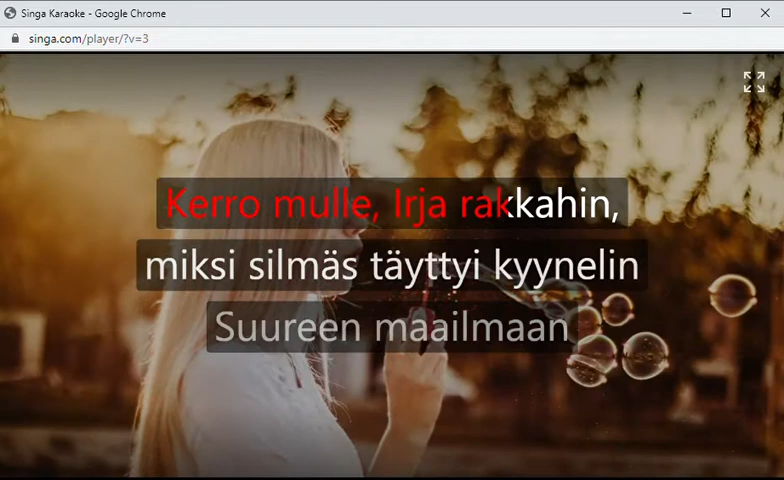 Singa Karaoke - Google Chrome
singa.com/player/?v=3
Kerro mulle, Irja rakkahin,
miksi silmäs täyttyi kyynelin
Suureen maailmaan